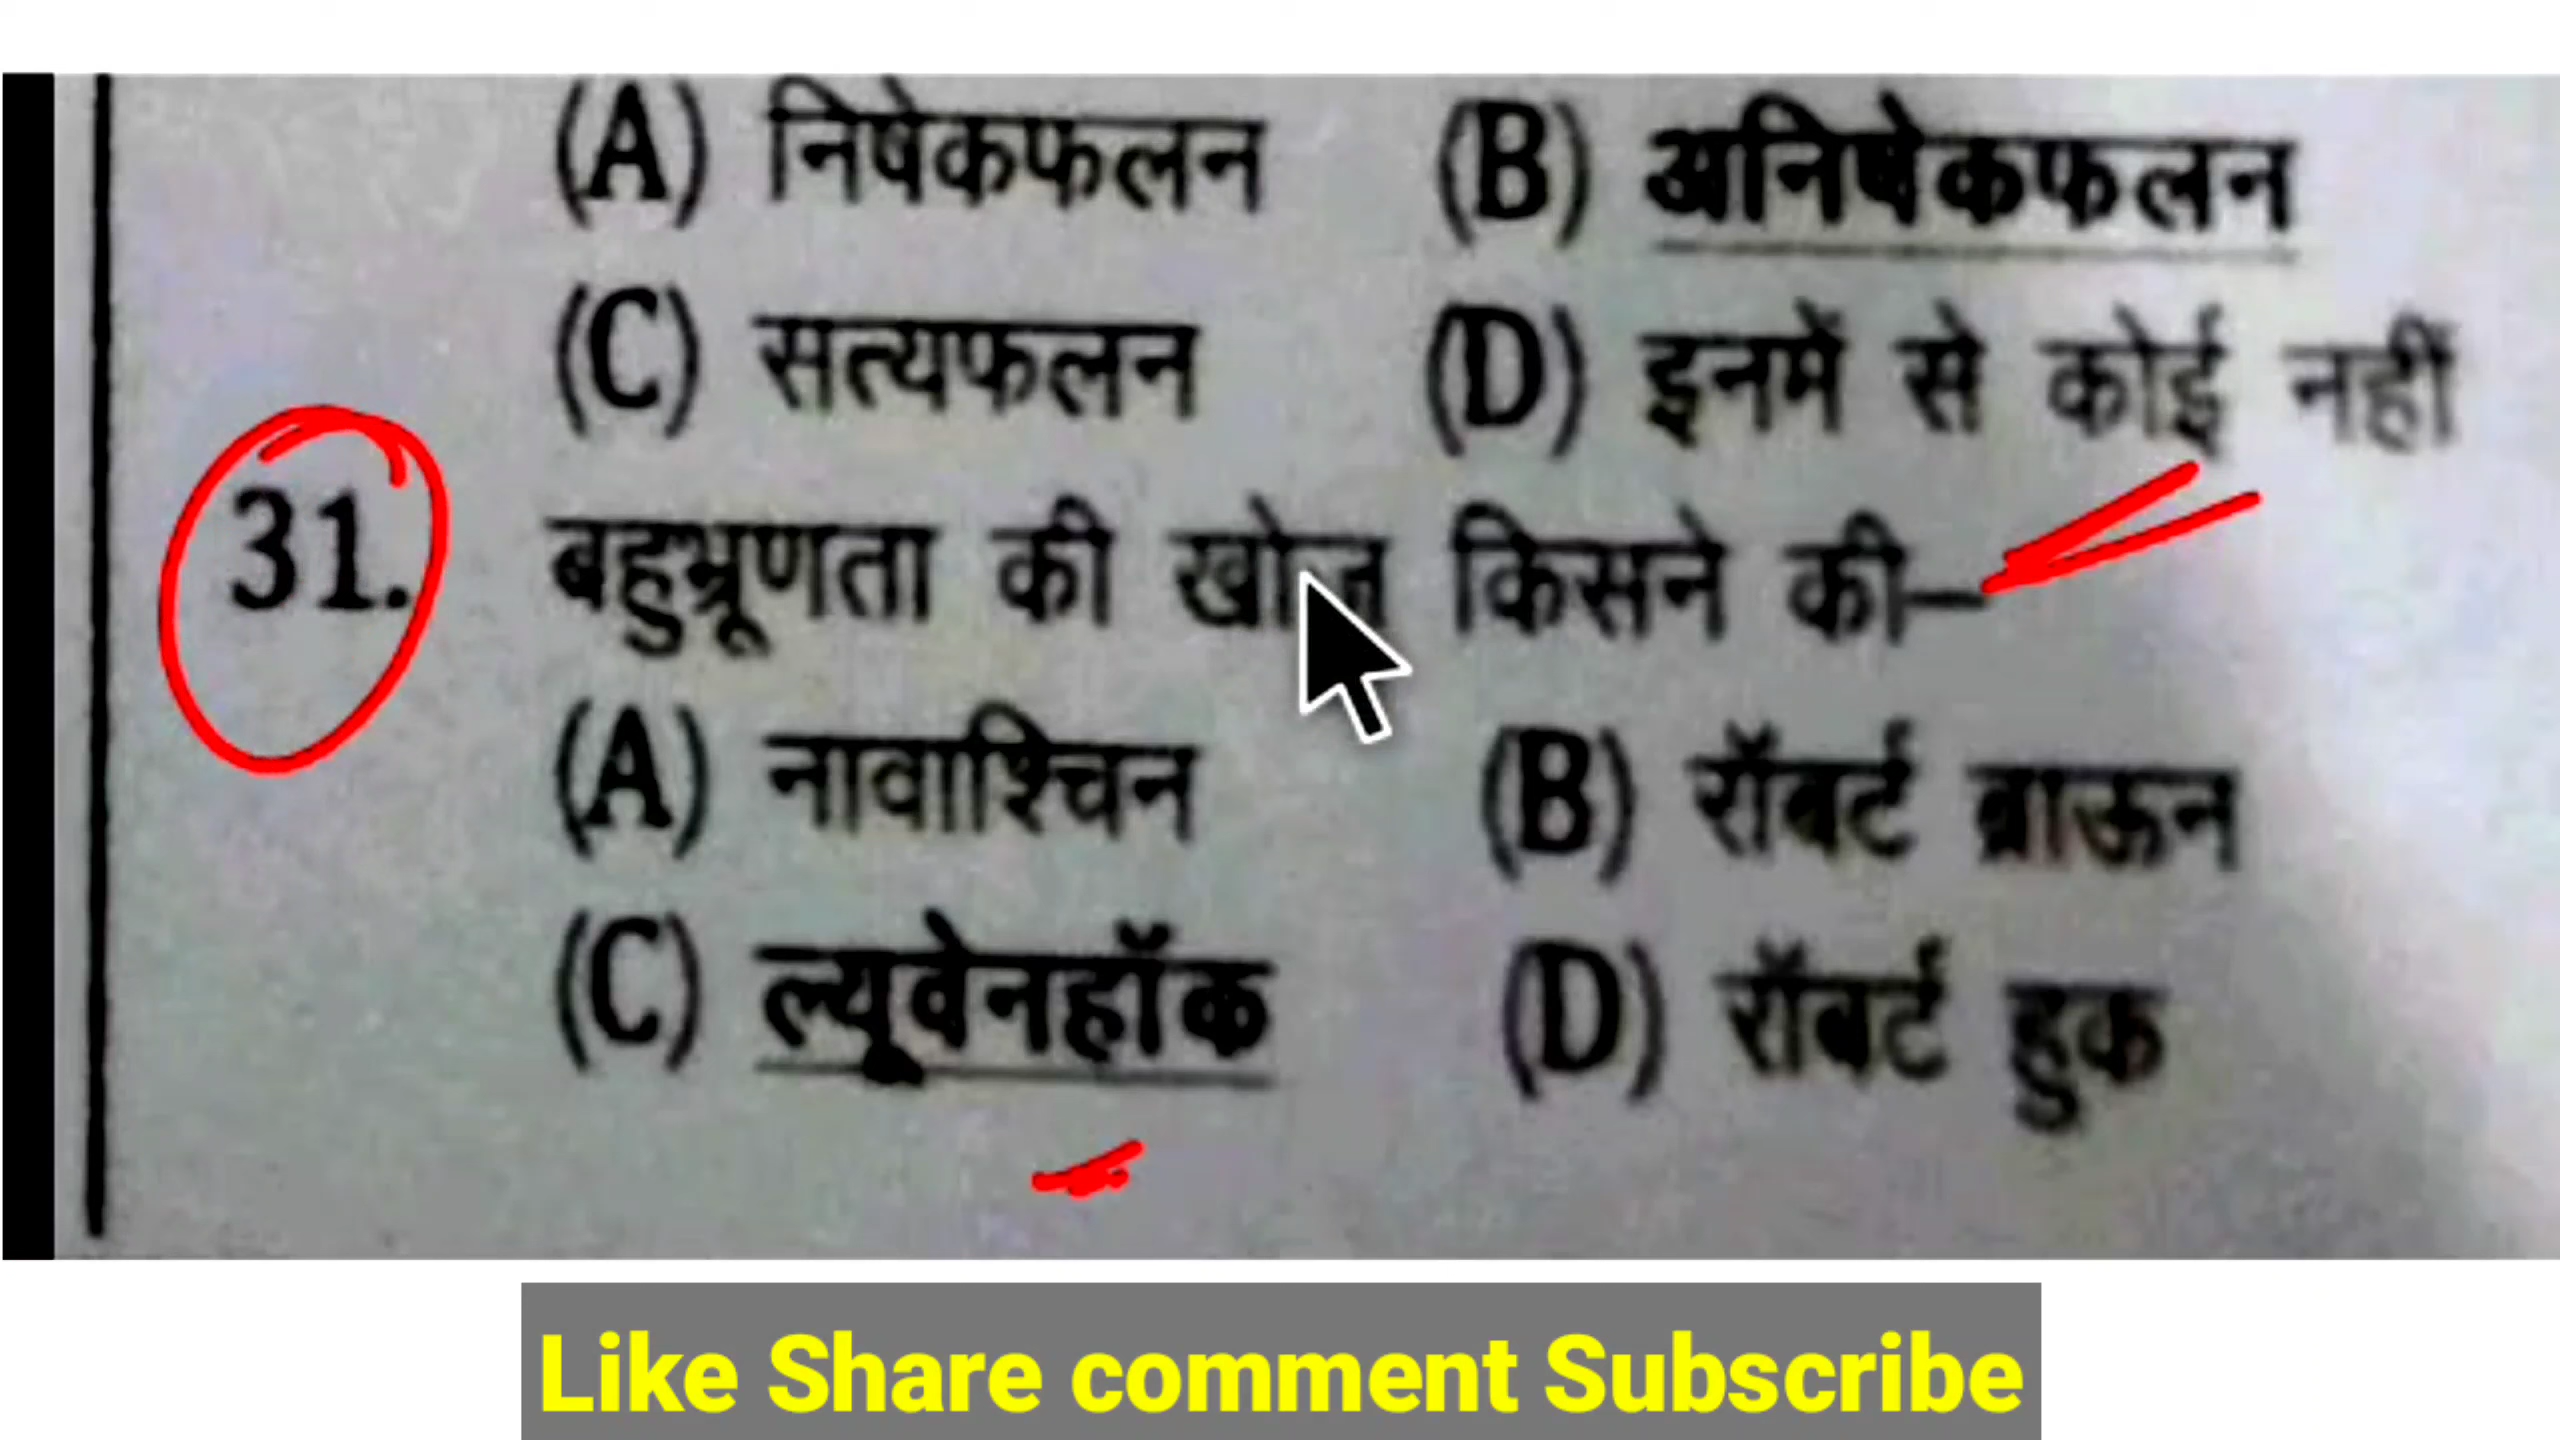 (A) निषेकफलन (B) अनिषेकफलन
(C) सत्यफलन (D) इनमें से कोई नहीं
31. बहुभ्रूणता की खोज किसने की–
(A) नावाश्चिन (B) रॉबर्ट ब्राऊन
(C) ल्यूवेनहॉक (D) रॉबर्ट हुक
Like Share comment Subscribe